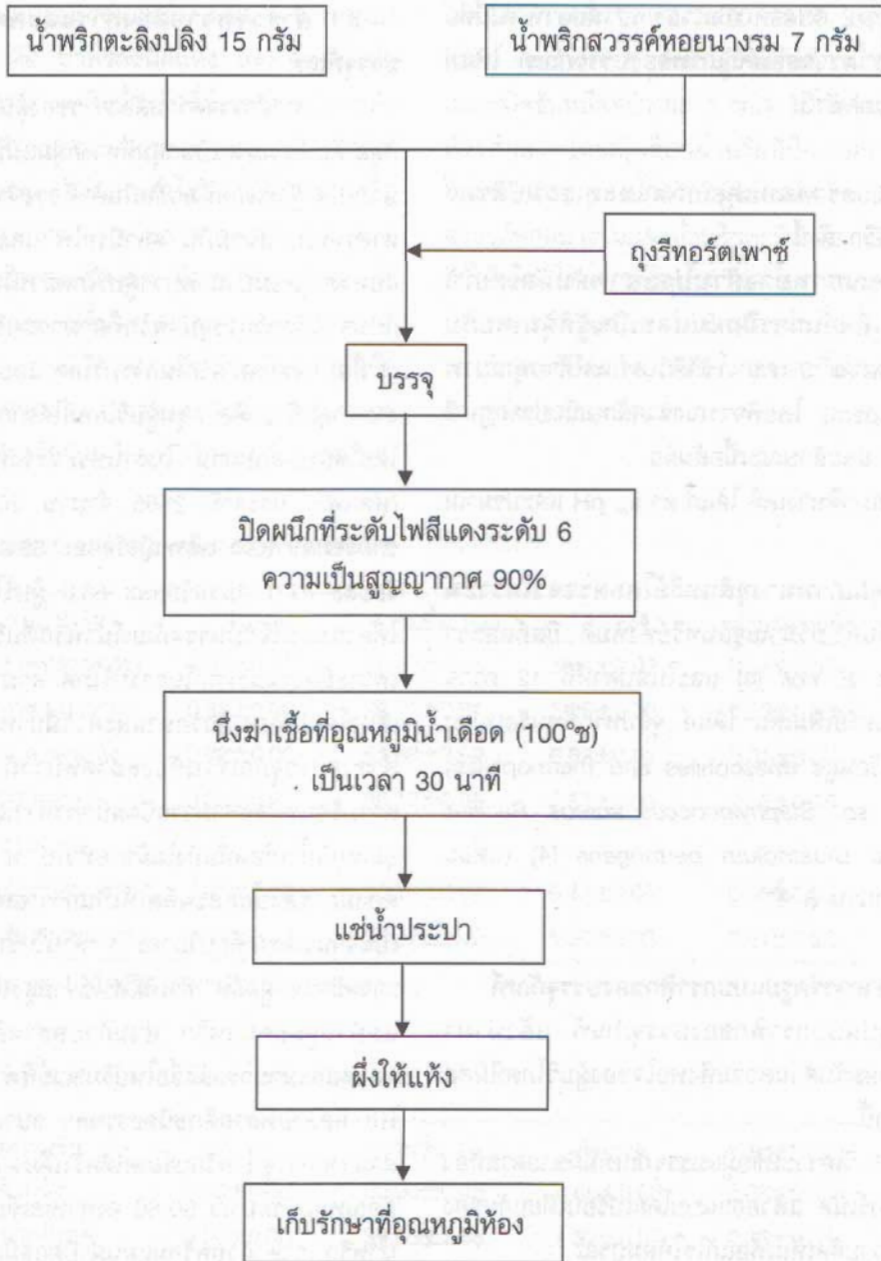 น้ำพริกตะลิงปลิง 15 กรัม
น้ำพริกสวรรค์หอยนางรม 7 กรัม
ถุงรีทอร์ตเพาช์
บรรจุ
ปิดผนึกที่ระดับไฟสีแดงระดับ 6
ความเป็นสูญญากาศ 90%
นึ่งฆ่าเชื้อที่อุณหภูมิน้ำเดือด (100°ซ)
เป็นเวลา 30 นาที
แช่น้ำประปา
ผึ่งให้แห้ง
เก็บรักษาที่อุณหภูมิห้อง